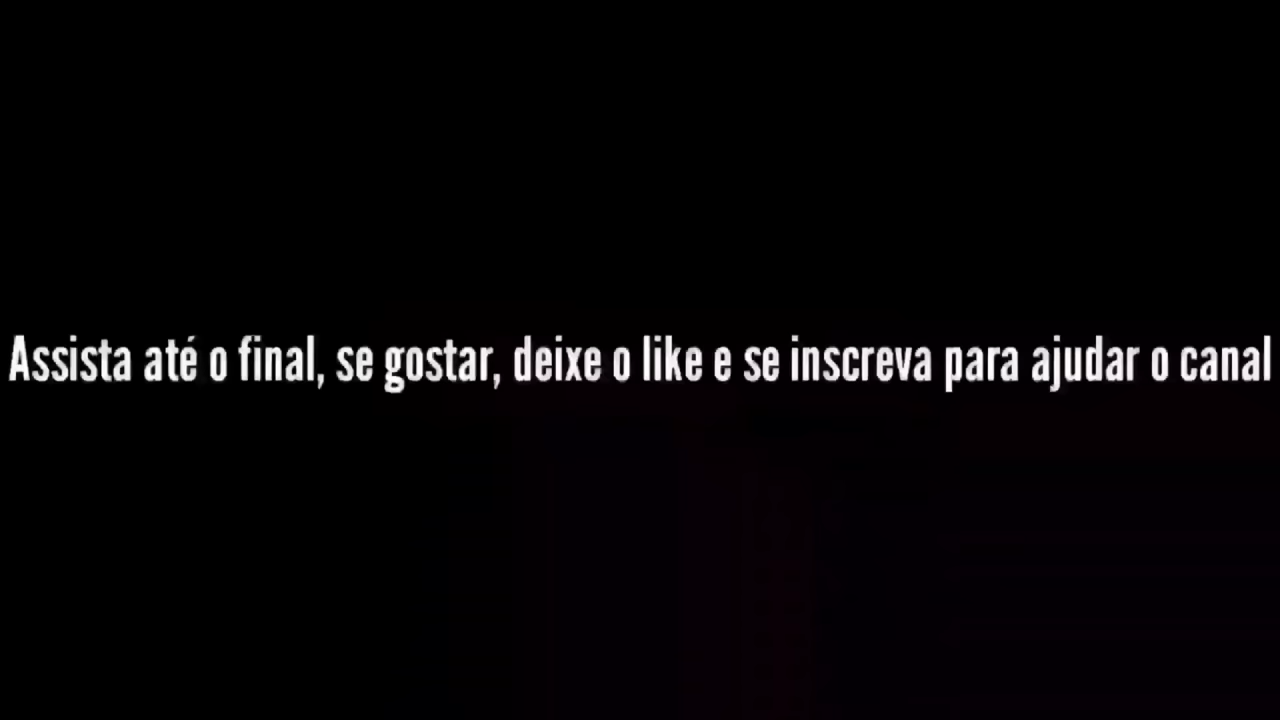 Assista até o final, se gostar, deixe o like e se inscreva para ajudar o canal